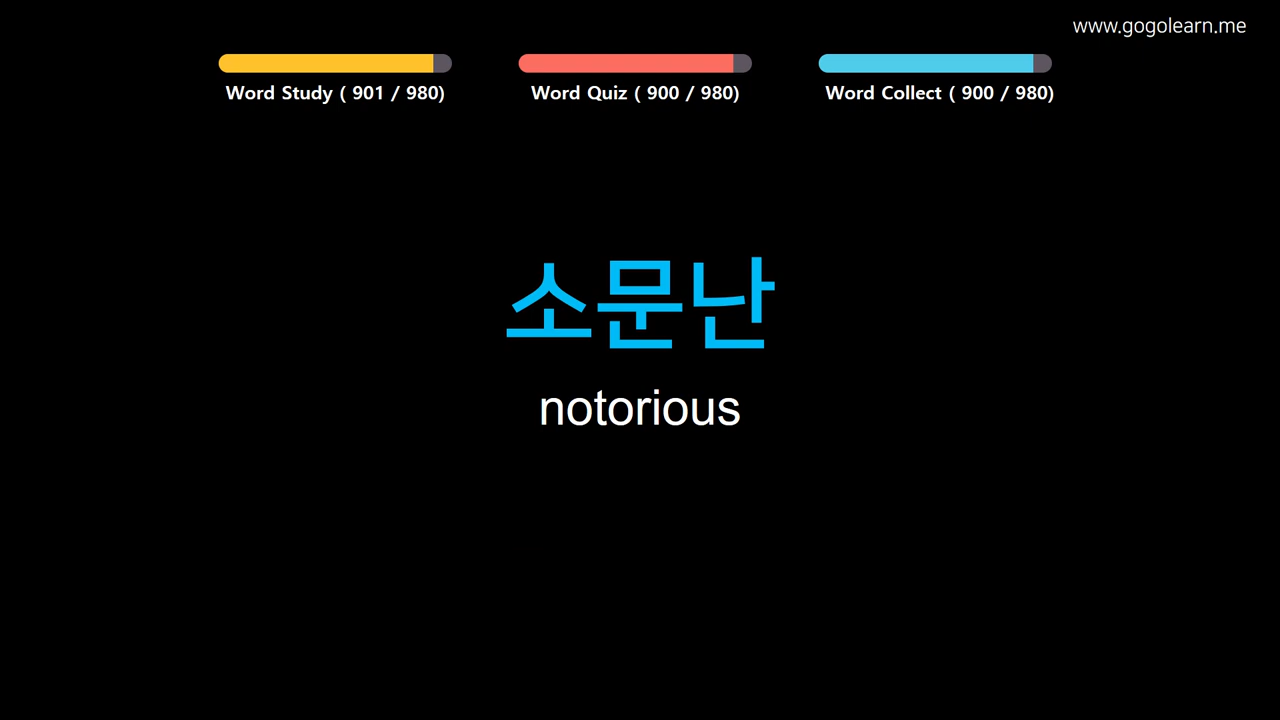 www.gogolearn.me
Word Study ( 901 / 980)
Word Quiz ( 900 / 980)
Word Collect ( 900 / 980)
소문난
notorious